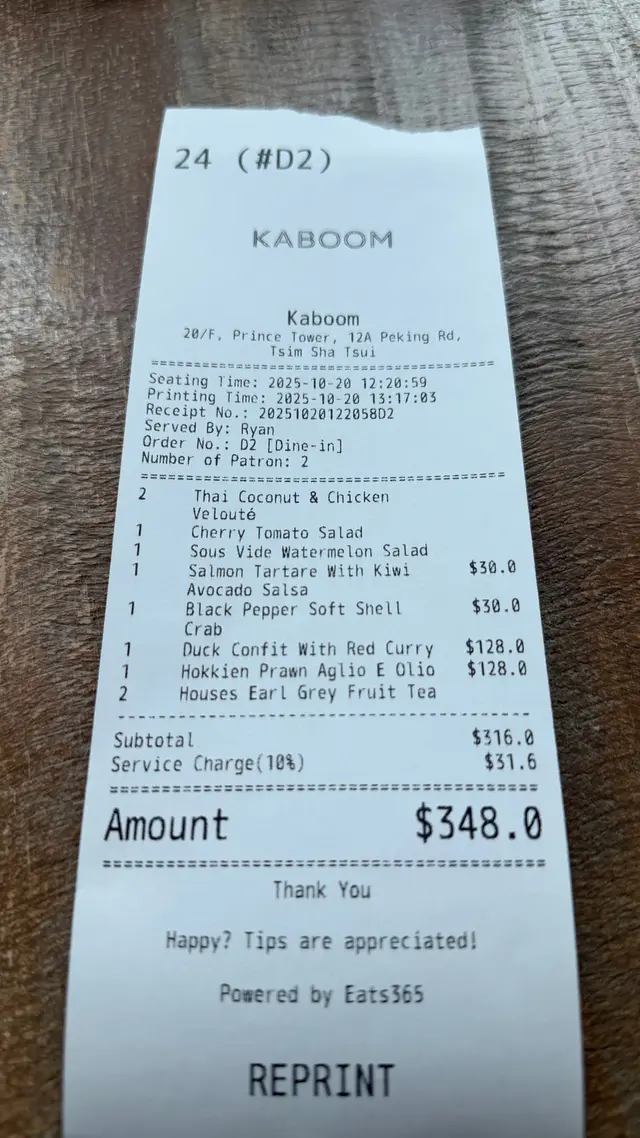 24 (#D2)
KABOOM
Kaboom
20/F, Prince Tower, 12A Peking Rd,
Tsim Sha Tsui
Seating Time: 2025-10-20 12:20:59
Printing Time: 2025-10-20 13:17:03
Receipt No.: 20251020122058D2
Served By: Ryan
Order No.: D2 [Dine-in]
Number of Patron: 2
2 Thai Coconut & Chicken
Velouté
1 Cherry Tomato Salad
1 Sous Vide Watermelon Salad
1 Salmon Tartare With Kiwi $30.0
Avocado Salsa
1 Black Pepper Soft Shell $30.0
Crab
1 Duck Confit With Red Curry $128.0
1 Hokkien Prawn Aglio E Olio $128.0
2 Houses Earl Grey Fruit Tea
Subtotal $316.0
Service Charge(10%) $31.6
Amount $348.0
Thank You
Happy? Tips are appreciated!
Powered by Eats365
REPRINT